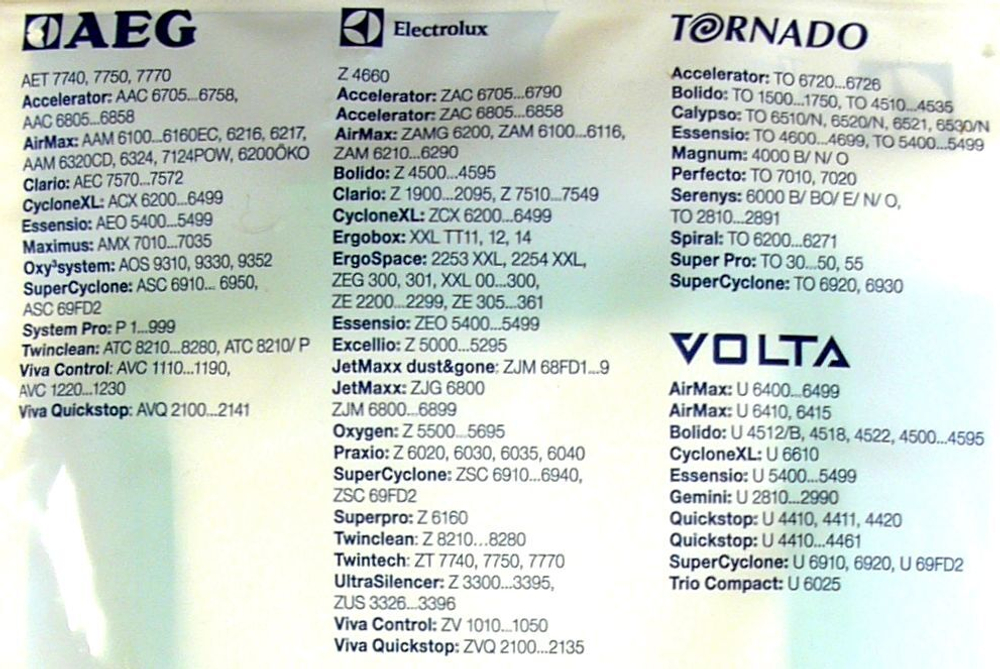 AEG
AET 7740, 7750, 7770
Accelerator: AAC 6705...6758,
AAC 6805...6858
AirMax: AAM 6100...6160EC, 6216, 6217,
AAM 6320CD, 6324, 7124POW, 6200ÖKO
Clario: AEC 7570...7572
CycloneXL: ACX 6200...6499
Essensio: AEO 5400...5499
Maximus: AMX 7010...7035
Oxy³system: AOS 9310, 9330, 9352
SuperCyclone: ASC 6910... 6950,
ASC 69FD2
System Pro: P 1...999
Twinclean: ATC 8210...8280, ATC 8210/ P
Viva Control: AVC 1110...1190,
AVC 1220...1230
Viva Quickstop: AVQ 2100...2141
Electrolux
Z 4660
Accelerator: ZAC 6705...6790
Accelerator: ZAC 6805...6858
AirMax: ZAMG 6200, ZAM 6100...6116,
ZAM 6210...6290
Bolido: Z 4500...4595
Clario: Z 1900...2095, Z 7510...7549
CycloneXL: ZCX 6200...6499
Ergobox: XXL TT11, 12, 14
ErgoSpace: 2253 XXL, 2254 XXL,
ZEG 300, 301, XXL 00...300,
ZE 2200...2299, ZE 305...361
Essensio: ZEO 5400...5499
Excellio: Z 5000...5295
JetMaxx dust&gone: ZJM 68FD1...9
JetMaxx: ZJG 6800
ZJM 6800...6899
Oxygen: Z 5500...5695
Praxio: Z 6020, 6030, 6035, 6040
SuperCyclone: ZSC 6910...6940,
ZSC 69FD2
Superpro: Z 6160
Twinclean: Z 8210...8280
Twintech: ZT 7740, 7750, 7770
UltraSilencer: Z 3300...3395,
ZUS 3326...3396
Viva Control: ZV 1010...1050
Viva Quickstop: ZVQ 2100...2135
TORNADO
Accelerator: TO 6720...6726
Bolido: TO 1500...1750, TO 4510...4535
Calypso: TO 6510/N, 6520/N, 6521, 6530/N
Essensio: TO 4600...4699, TO 5400...5499
Magnum: 4000 B/ N/ O
Perfecto: TO 7010, 7020
Serenys: 6000 B/ BO/ E/ N/ O,
TO 2810...2891
Spiral: TO 6200...6271
Super Pro: TO 30...50, 55
SuperCyclone: TO 6920, 6930
VOLTA
AirMax: U 6400...6499
AirMax: U 6410, 6415
Bolido: U 4512/B, 4518, 4522, 4500...4595
CycloneXL: U 6610
Essensio: U 5400...5499
Gemini: U 2810...2990
Quickstop: U 4410, 4411, 4420
Quickstop: U 4410...4461
SuperCyclone: U 6910, 6920, U 69FD2
Trio Compact: U 6025